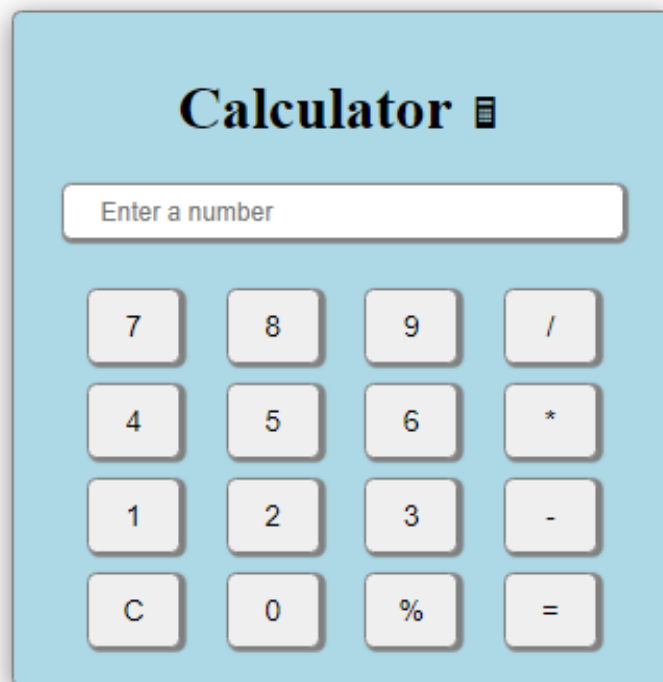 Calculator
Enter a number
7 8 9 /
4 5 6 *
1 2 3 -
C 0 % =